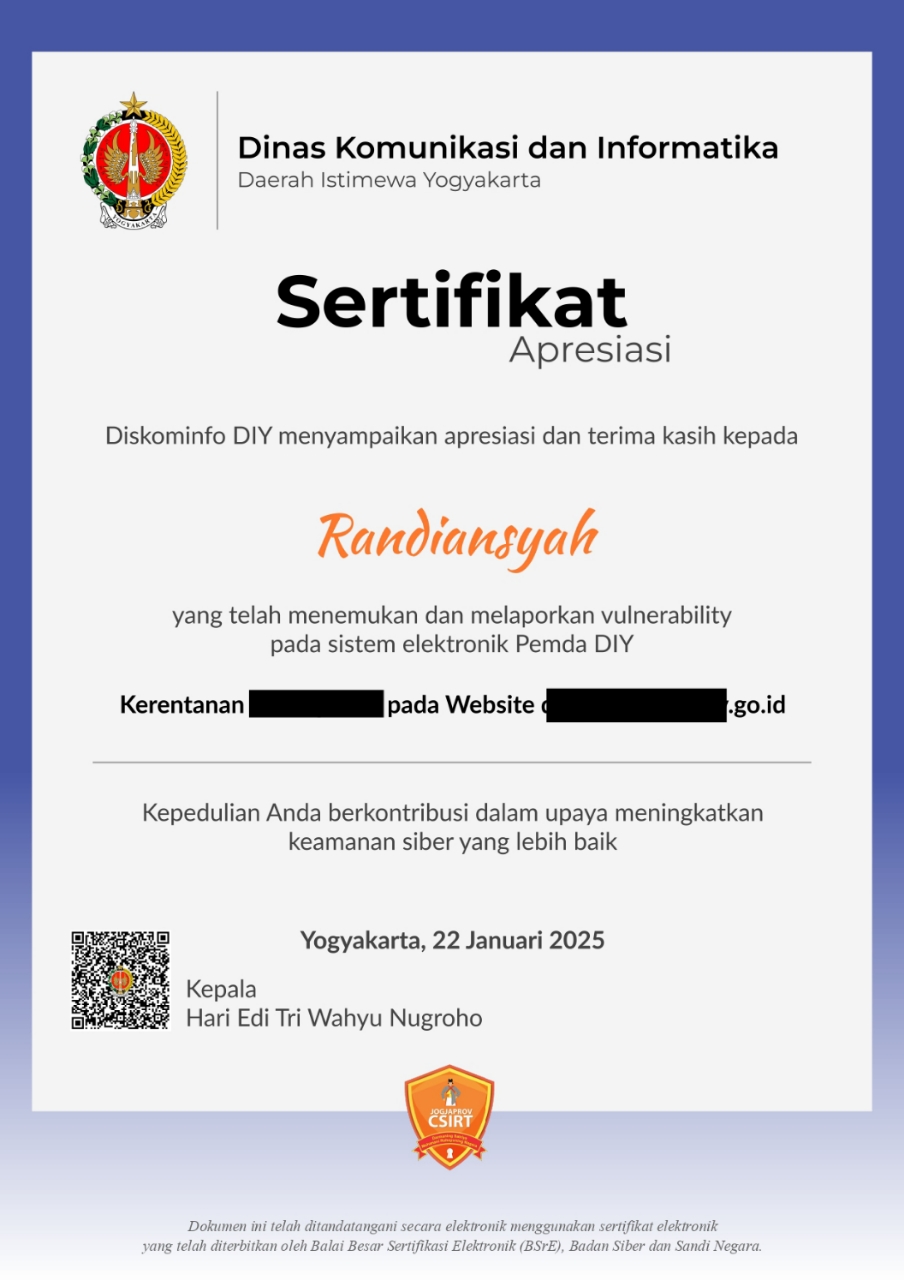 Dinas Komunikasi dan Informatika
Daerah Istimewa Yogyakarta
YOGYAKARTA
Sertifikat
Apresiasi
Diskominfo DIY menyampaikan apresiasi dan terima kasih kepada
Randiansyah
yang telah menemukan dan melaporkan vulnerability
pada sistem elektronik Pemda DIY
Kerentanan pada Website .go.id
Kepedulian Anda berkontribusi dalam upaya meningkatkan
keamanan siber yang lebih baik
Yogyakarta, 22 Januari 2025
Kepala
Hari Edi Tri Wahyu Nugroho
JOGJAPROV
CSIRT
Dokumen ini telah ditandatangani secara elektronik menggunakan sertifikat elektronik
yang telah diterbitkan oleh Balai Besar Sertifikasi Elektronik (BSrE), Badan Siber dan Sandi Negara.